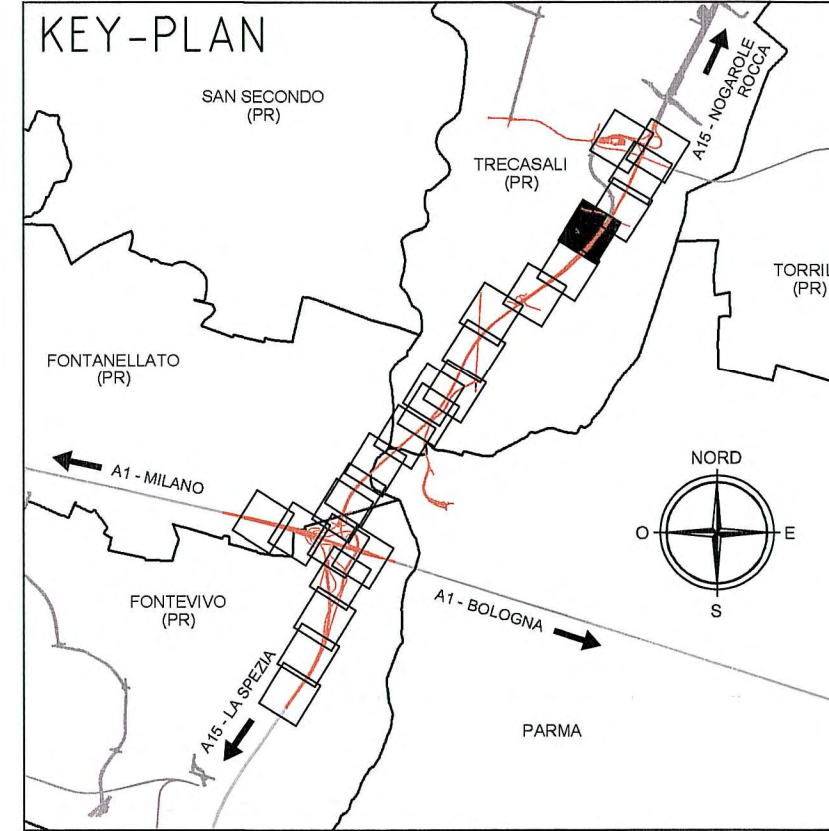 KEY-PLAN
SAN SECONDO
(PR)
A15 - NOGAROLE
ROCCA
TRECASALI
(PR)
TORRIL
(PR)
FONTANELLATO
(PR)
A1 - MILANO
NORD
O
E
S
FONTEVIVO
(PR)
A1 - BOLOGNA
A15 - LA SPEZIA
PARMA